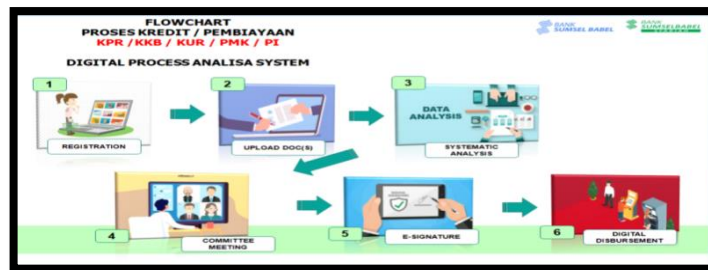 FLOWCHART
PROSES KREDIT / PEMBIAYAAN
KPR / KKB / KUR / PMK / PI
DIGITAL PROCESS ANALISA SYSTEM
BANK
SUMSEL BABEL
BANK
SUMSELBABEL
1
REGISTRATION
2
UPLOAD DOC(S)
3
DATA
ANALYSIS
SYSTEMATIC
ANALYSIS
4
COMMITTEE
MEETING
5
E-SIGNATURE
6
DIGITAL
DISBURSEMENT